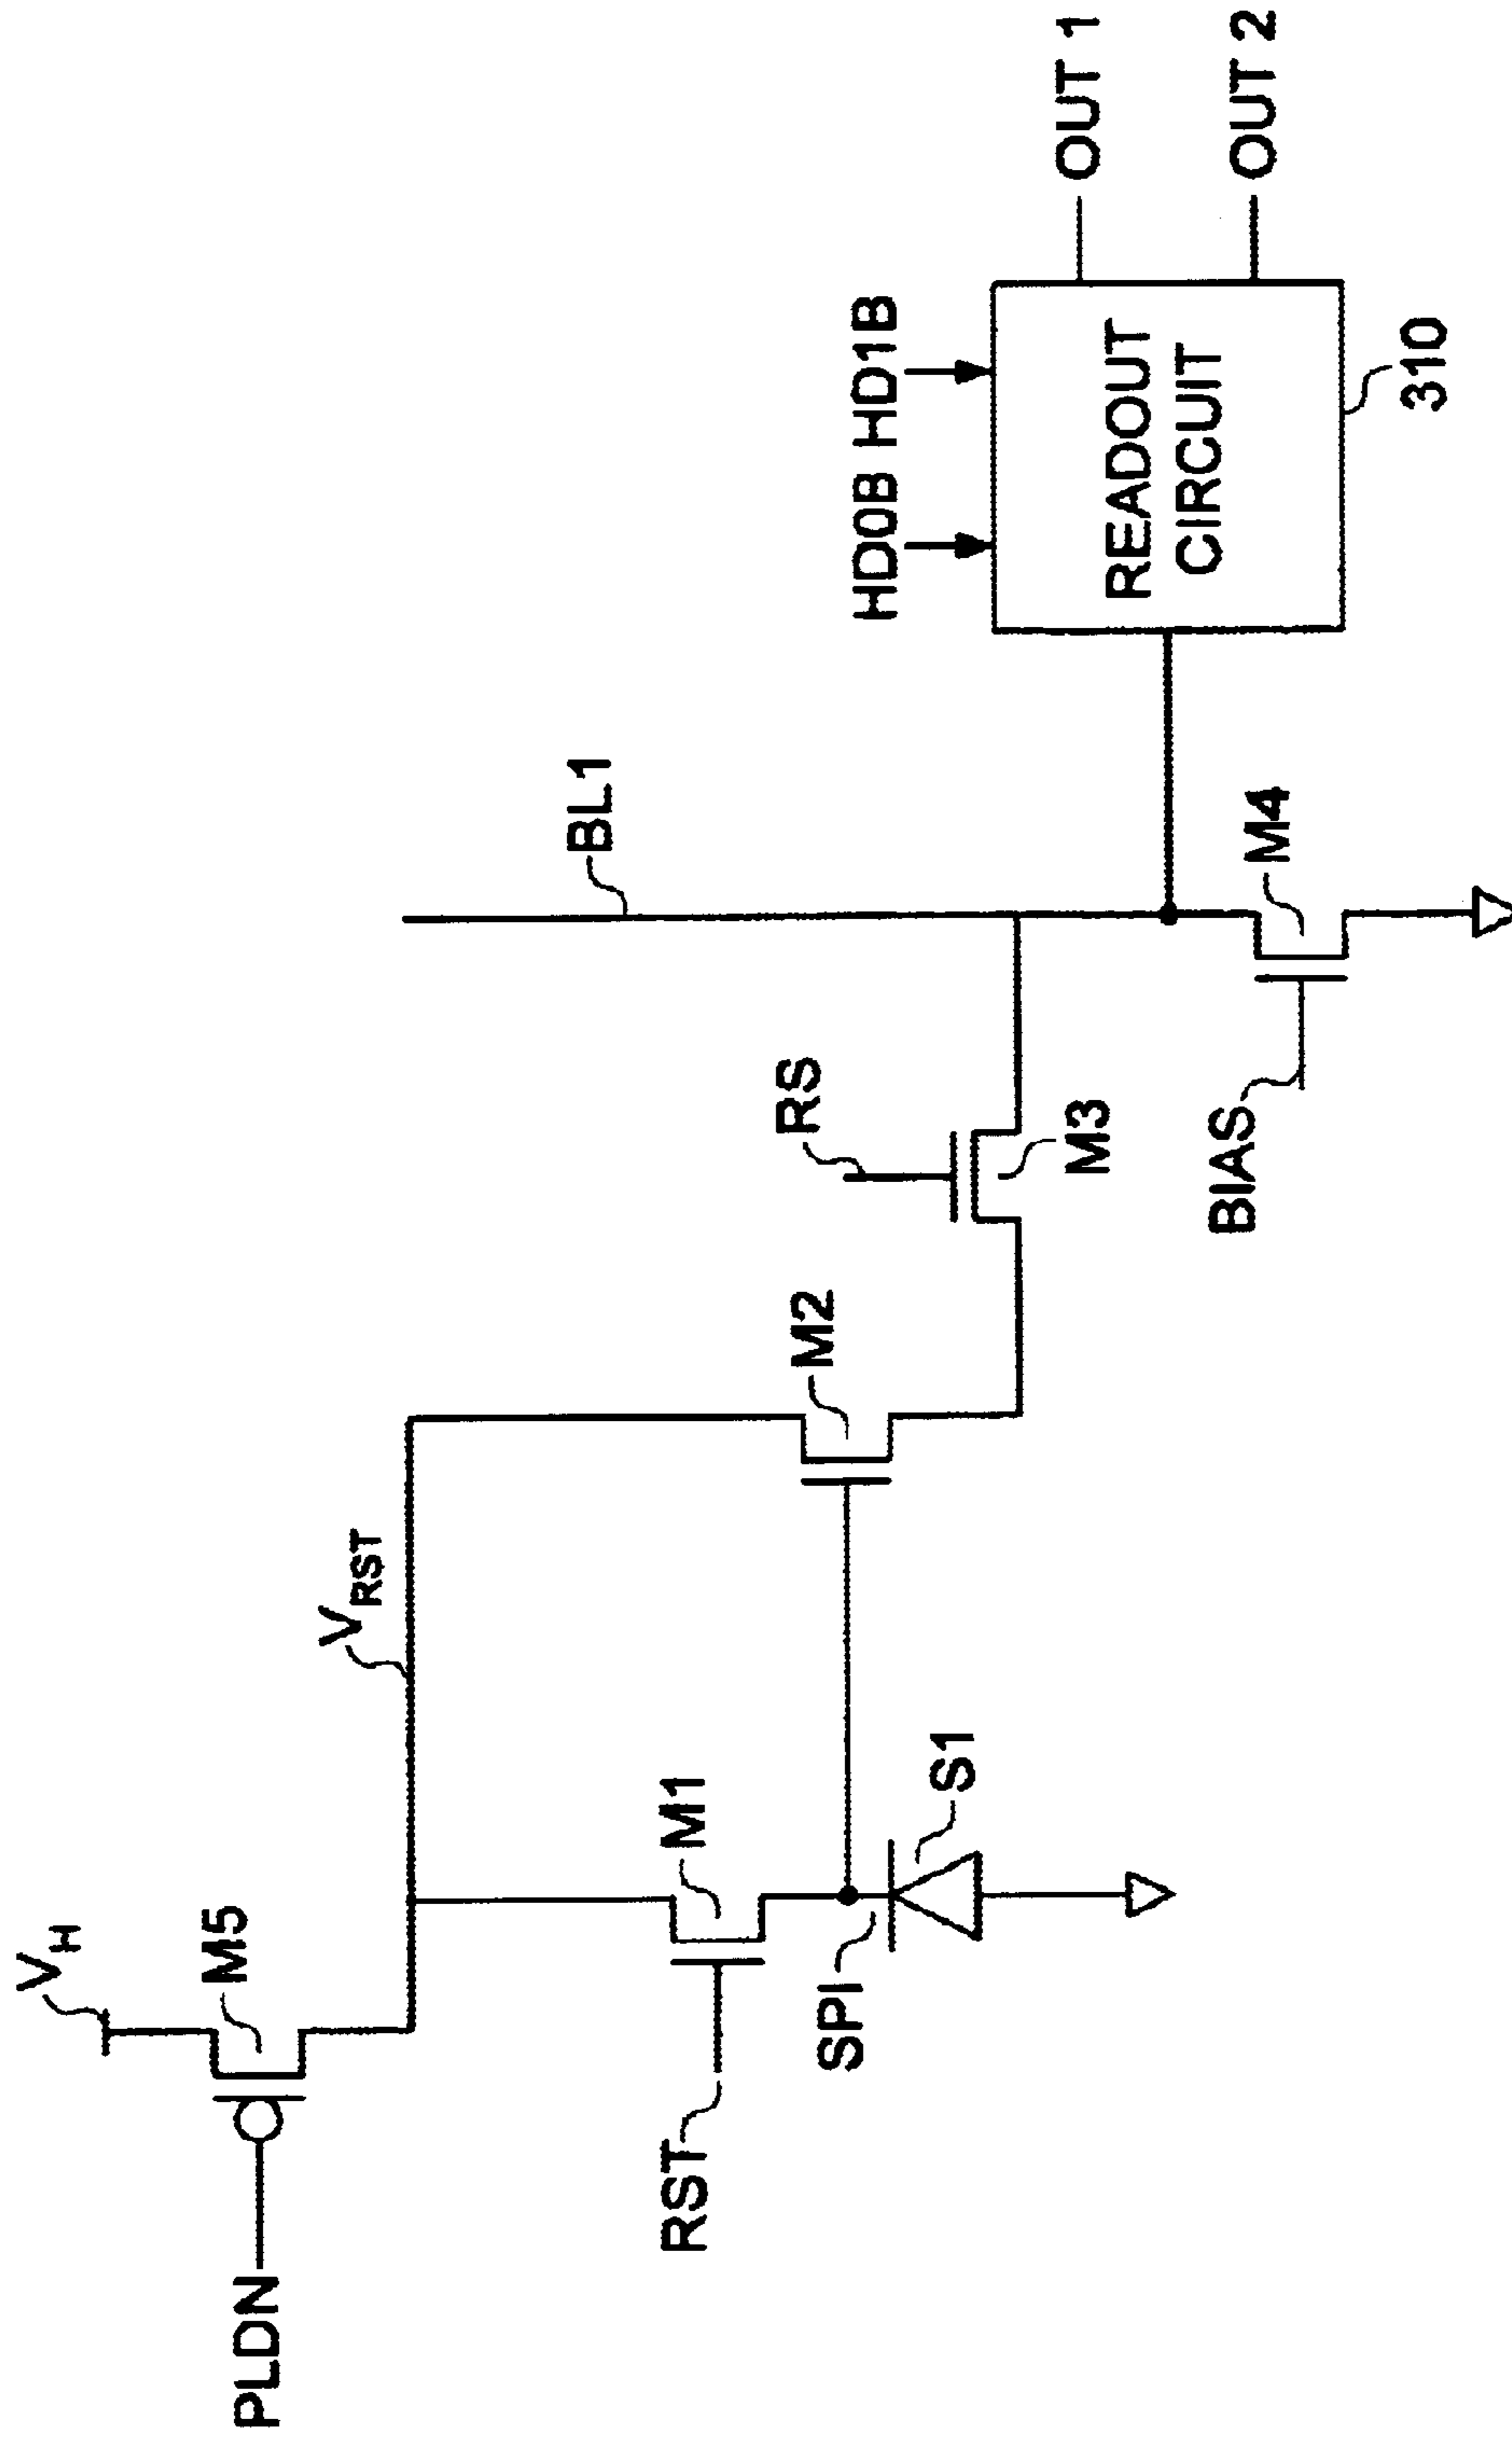 V_H
PLDN
M5
V_RST
BL1
RST
M1
M2
RS
SPI
S1
M3
HD0B HD1B
READOUT
CIRCUIT
OUT 1
OUT 2
BIAS
M4
310